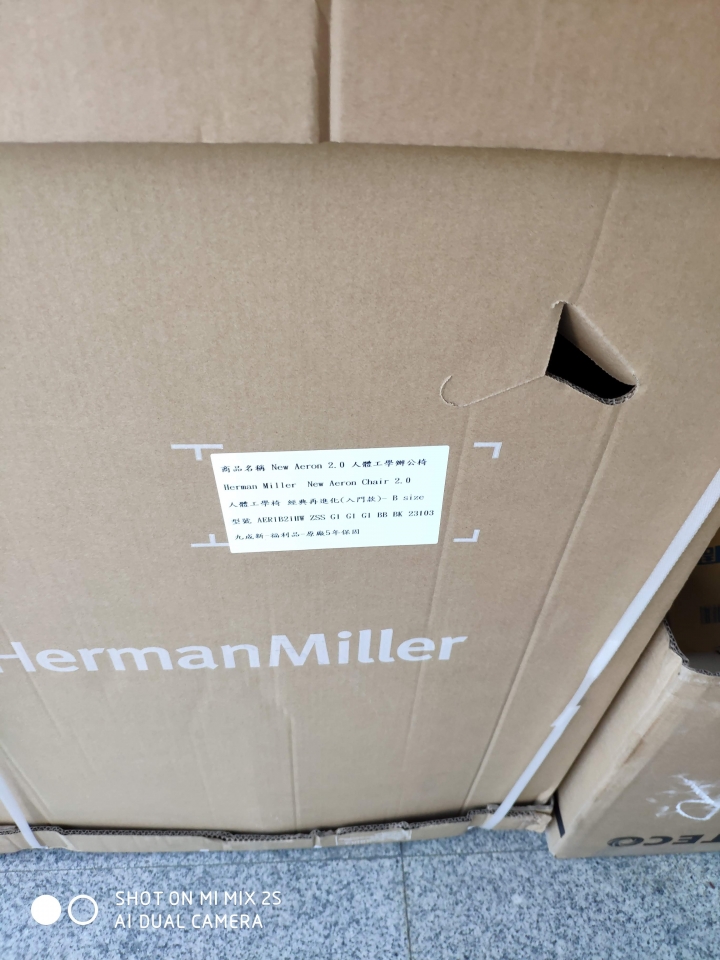 商品名稱 New Aeron 2.0 人體工學辦公椅
Herman Miller New Aeron Chair 2.0
人體工學椅 經典再進化(入門款)- B size
型號 AER1B21HW ZSS G1 G1 G1 BB BK 23103
九成新-福利品-原廠5年保固
HermanMiller
TECO
SHOT ON MI MIX 2S
AI DUAL CAMERA